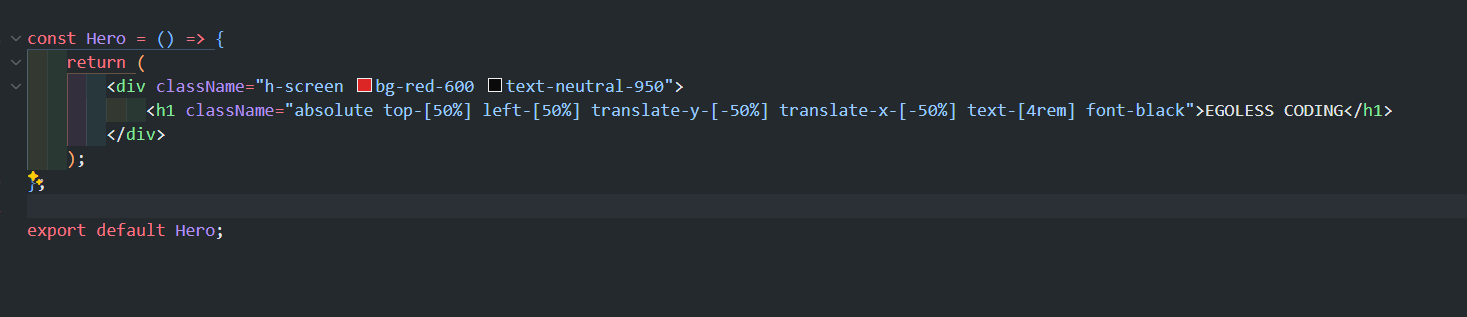 const Hero = () => {
return (
<div className="h-screen bg-red-600 text-neutral-950">
<h1 className="absolute top-[50%] left-[50%] translate-y-[-50%] translate-x-[-50%] text-[4rem] font-black">EGOLESS CODING</h1>
</div>
);
};
export default Hero;